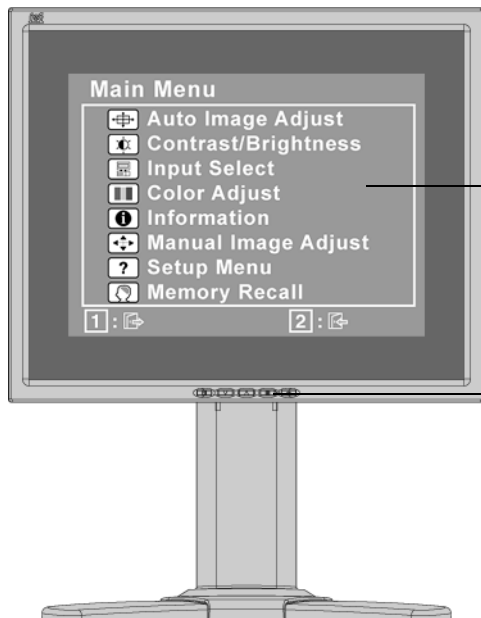 Main Menu
Auto Image Adjust
Contrast/Brightness
Input Select
Color Adjust
Information
Manual Image Adjust
? Setup Menu
Memory Recall
1 : 2 :